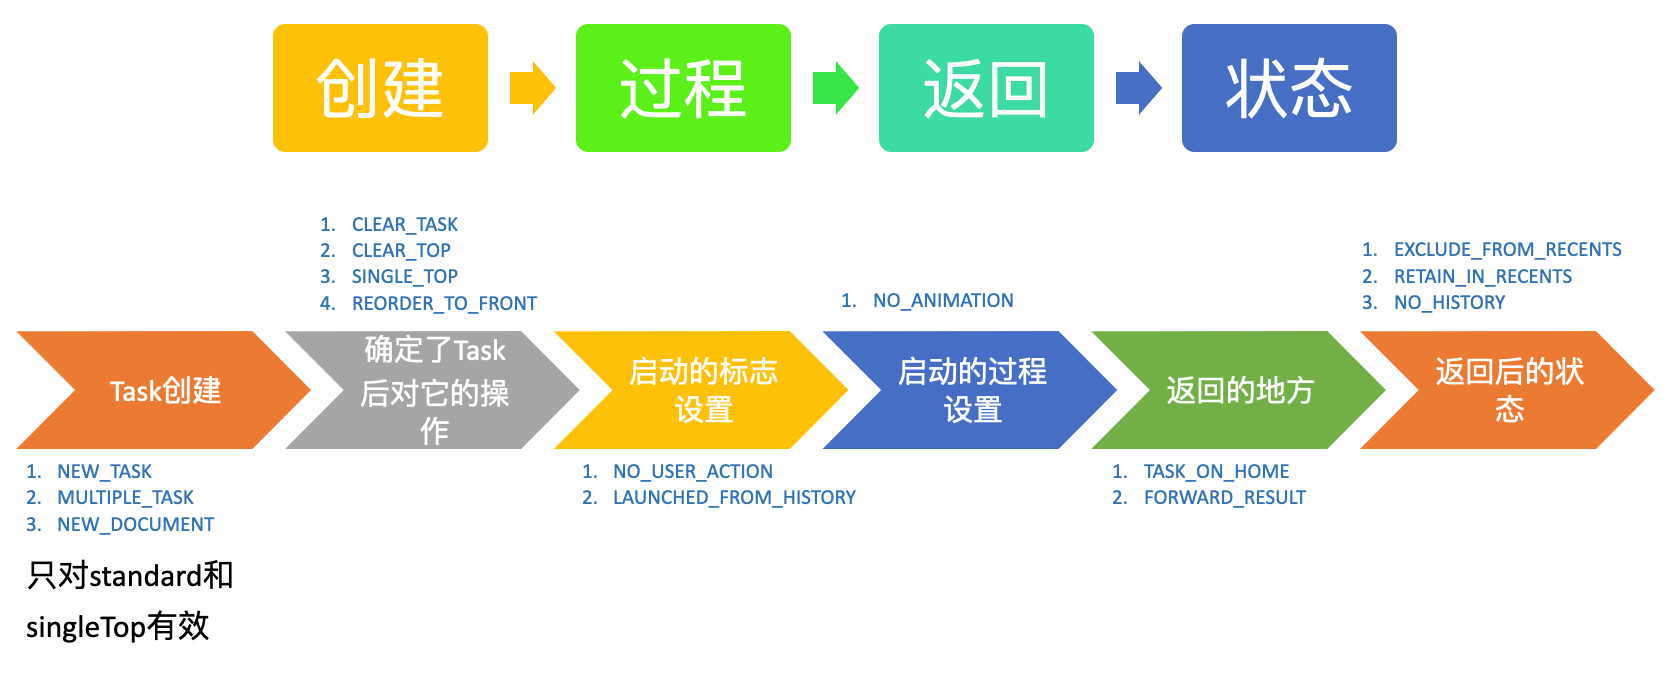 创建
过程
返回
状态
1. CLEAR_TASK
2. CLEAR_TOP
3. SINGLE_TOP
4. REORDER_TO_FRONT
1. NO_ANIMATION
1. EXCLUDE_FROM_RECENTS
2. RETAIN_IN_RECENTS
3. NO_HISTORY
Task创建
确定了Task
后对它的操
作
启动的标志
设置
启动的过程
设置
返回的地方
返回后的状
态
1. NEW_TASK
2. MULTIPLE_TASK
3. NEW_DOCUMENT
1. NO_USER_ACTION
2. LAUNCHED_FROM_HISTORY
1. TASK_ON_HOME
2. FORWARD_RESULT
只对standard和
singleTop有效